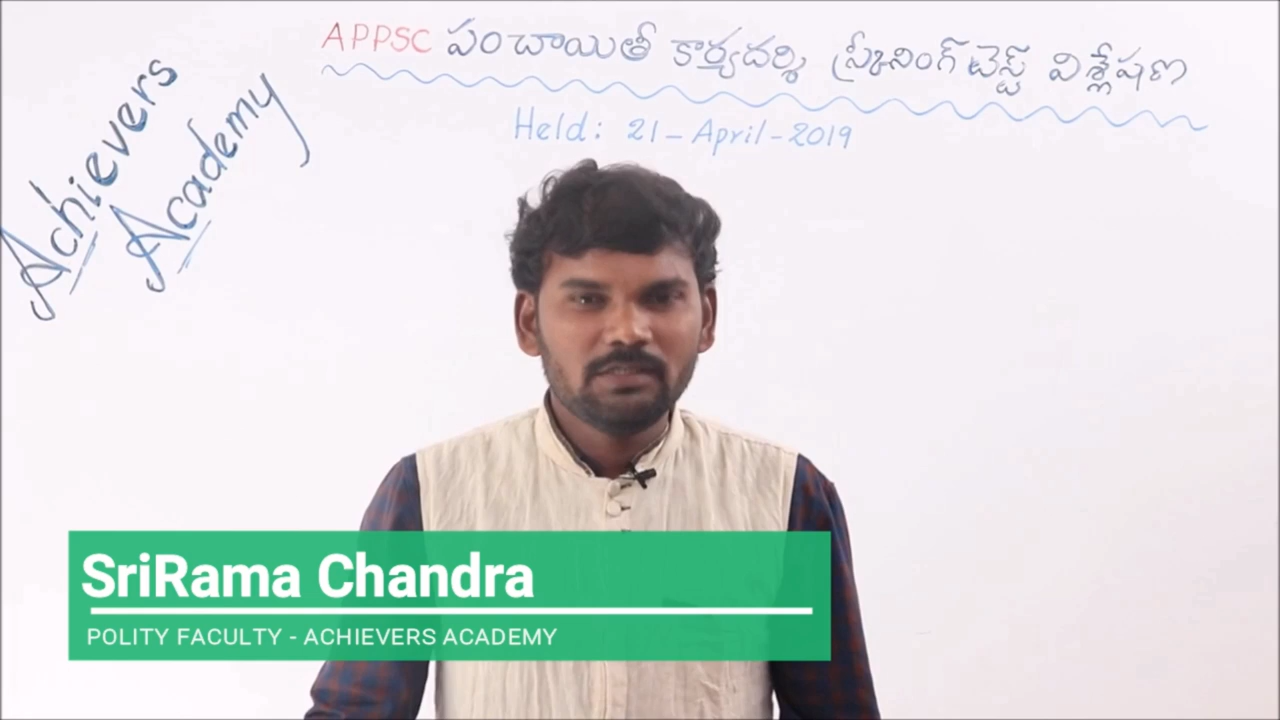 APPSC పంచాయితీ కార్యదర్శి స్క్రీనింగ్ టెస్ట్ విశ్లేషణ
Held: 21-April-2019
Achievers
Academy
SriRama Chandra
POLITY FACULTY - ACHIEVERS ACADEMY